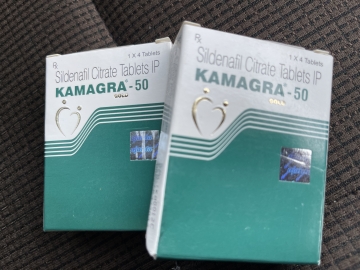 Rx
1 X 4 Tablets
Sildenafil Citrate Tablets IP
KAMAGRA®-50
GOLD
Rx
1 X 4 Tablets
Sildenafil Citrate Tablets IP
KAMAGRA®-50
GOLD